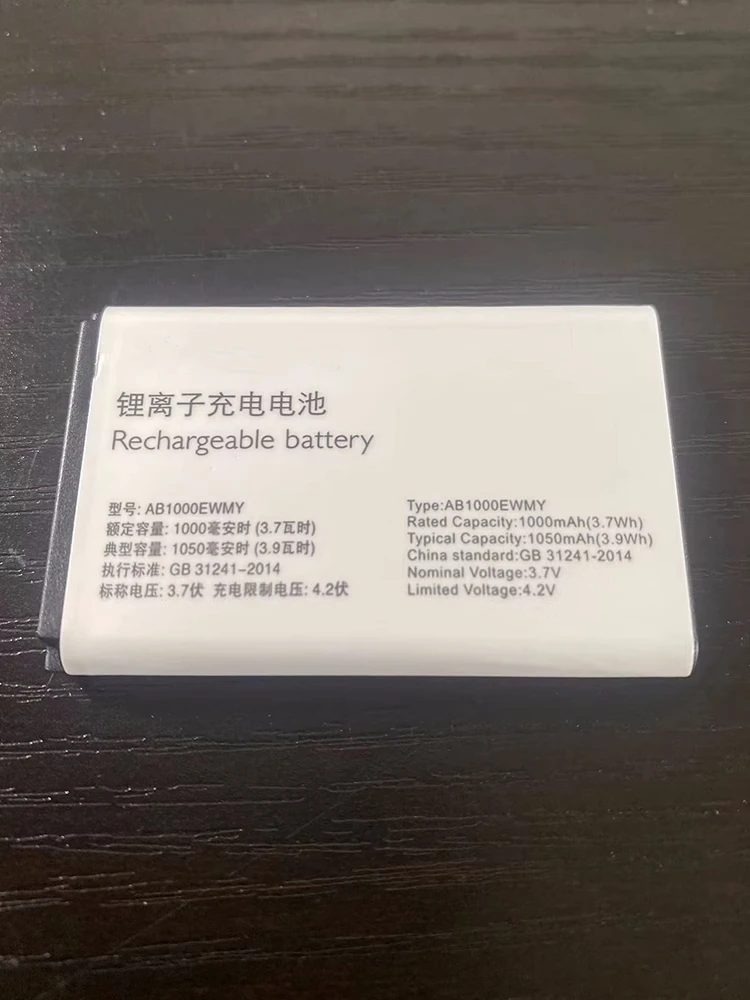 锂离子充电电池
Rechargeable battery
型号: AB1000EWMY
额定容量: 1000毫安时 (3.7瓦时)
典型容量: 1050毫安时 (3.9瓦时)
执行标准: GB 31241-2014
标称电压: 3.7伏 充电限制电压: 4.2伏
Type:AB1000EWMY
Rated Capacity:1000mAh(3.7Wh)
Typical Capacity:1050mAh(3.9Wh)
China standard:GB 31241-2014
Nominal Voltage:3.7V
Limited Voltage:4.2V